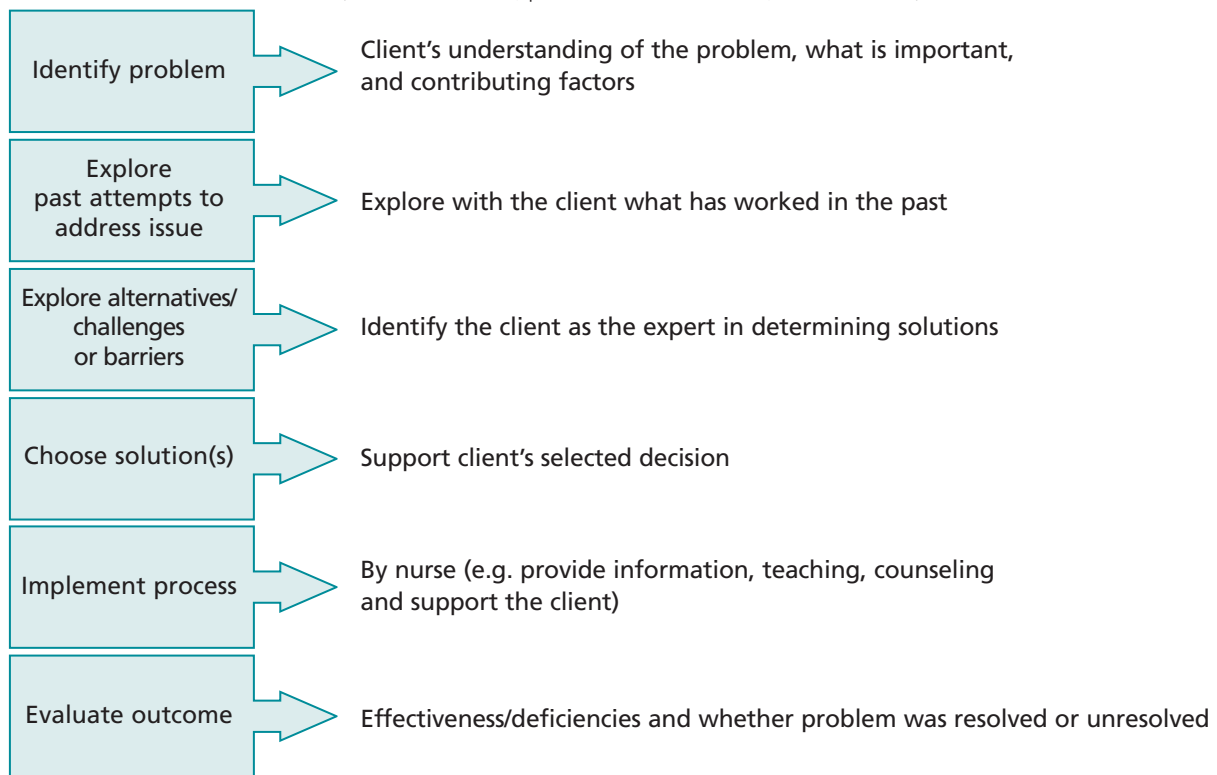 Identify problem
Client's understanding of the problem, what is important,
and contributing factors
Explore
past attempts to
address issue
Explore with the client what has worked in the past
Explore alternatives/
challenges
or barriers
Identify the client as the expert in determining solutions
Choose solution(s)
Support client's selected decision
Implement process
By nurse (e.g. provide information, teaching, counseling
and support the client)
Evaluate outcome
Effectiveness/deficiencies and whether problem was resolved or unresolved